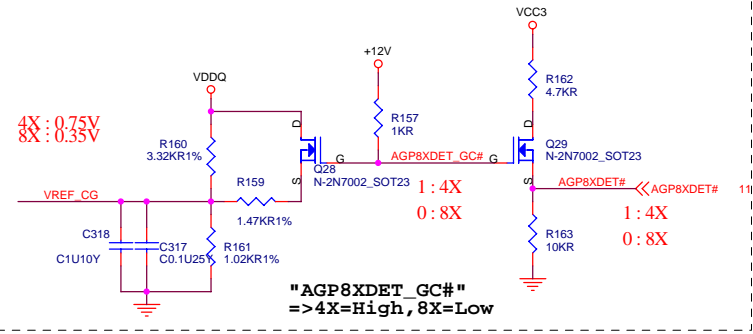 VCC3
+12V
VDDQ
R162
4.7KR
4X : 0.75V
8X : 0.35V
R157
1KR
D
D
R160
3.32KR1%
Q29
N-2N7002_SOT23
G
AGP8XDET_GC#
G
Q28
N-2N7002_SOT23
S
S
R159
1 : 4X
0 : 8X
AGP8XDET#
AGP8XDET#
11
VREF_CG
1.47KR1%
1 : 4X
0 : 8X
C318
C1U10Y
C317
C0.1U25Y
R161
1.02KR1%
R163
10KR
"AGP8XDET_GC#"
=>4X=High,8X=Low